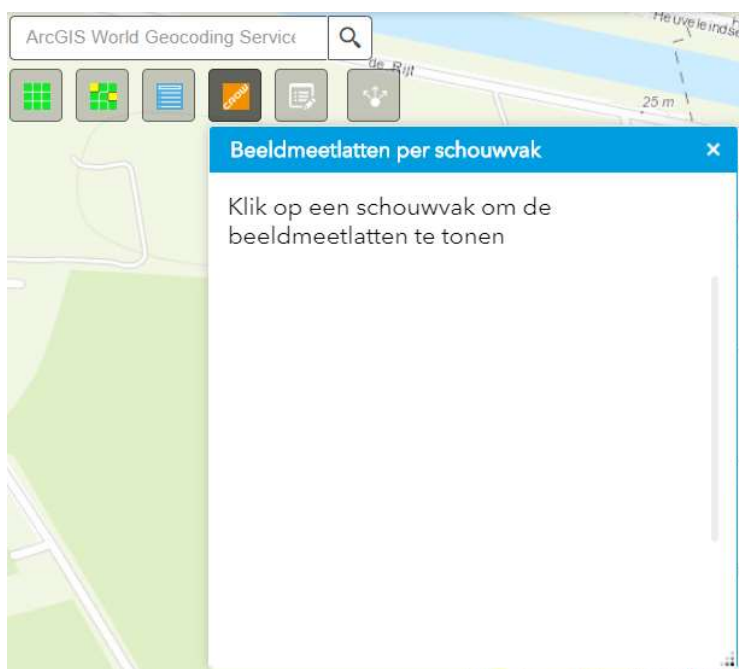 ArcGIS World Geocoding Service
de Rijt
25 m
CROW
Beeldmeetlatten per schouwvak
Klik op een schouwvak om de
beeldmeetlatten te tonen